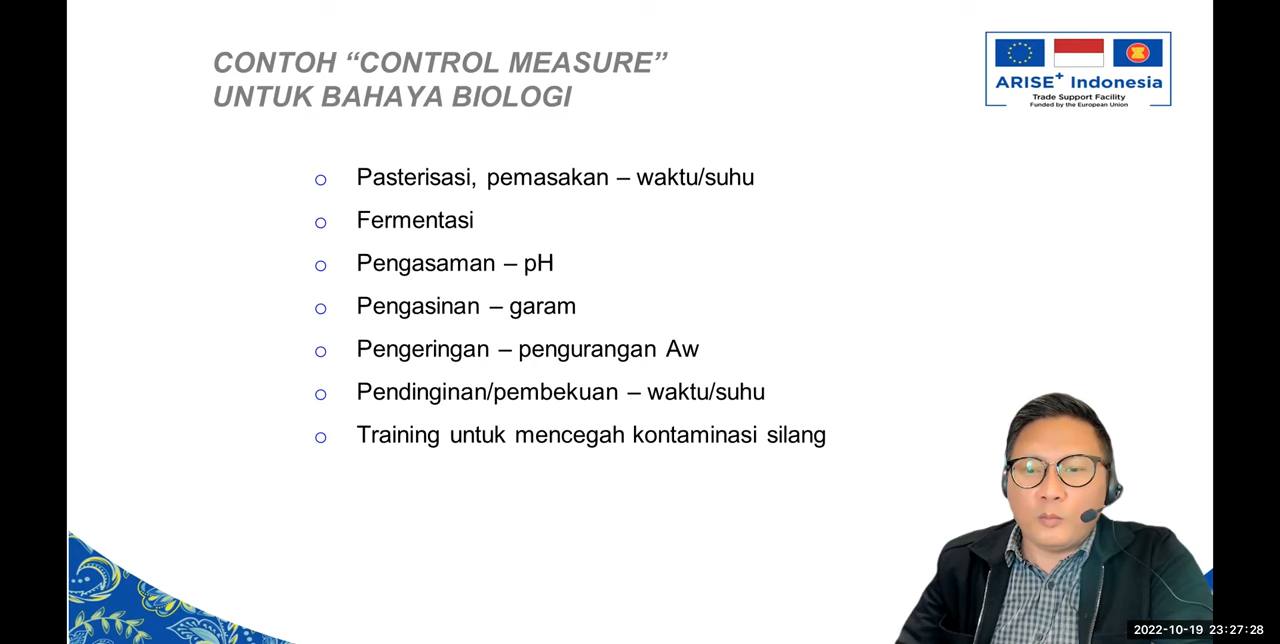 CONTOH “CONTROL MEASURE”
UNTUK BAHAYA BIOLOGI
ARISE+ Indonesia
Trade Support Facility
Funded by the European Union
o Pasterisasi, pemasakan – waktu/suhu
o Fermentasi
o Pengasaman – pH
o Pengasinan – garam
o Pengeringan – pengurangan Aw
o Pendinginan/pembekuan – waktu/suhu
o Training untuk mencegah kontaminasi silang
2022-10-19 23:27:28